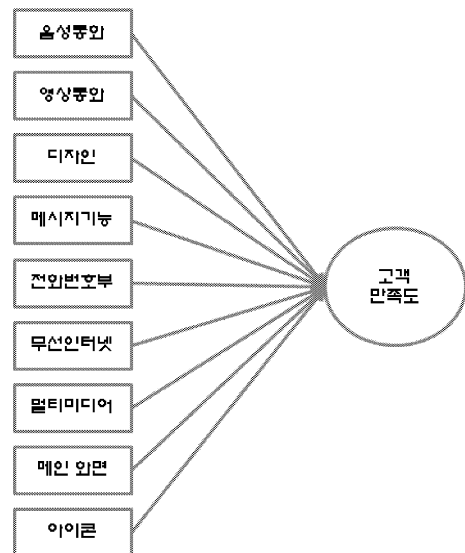 음성통화
영상통화
디자인
메시지기능
전화번호부
무선인터넷
멀티미디어
메인 화면
아이콘
고객
만족도